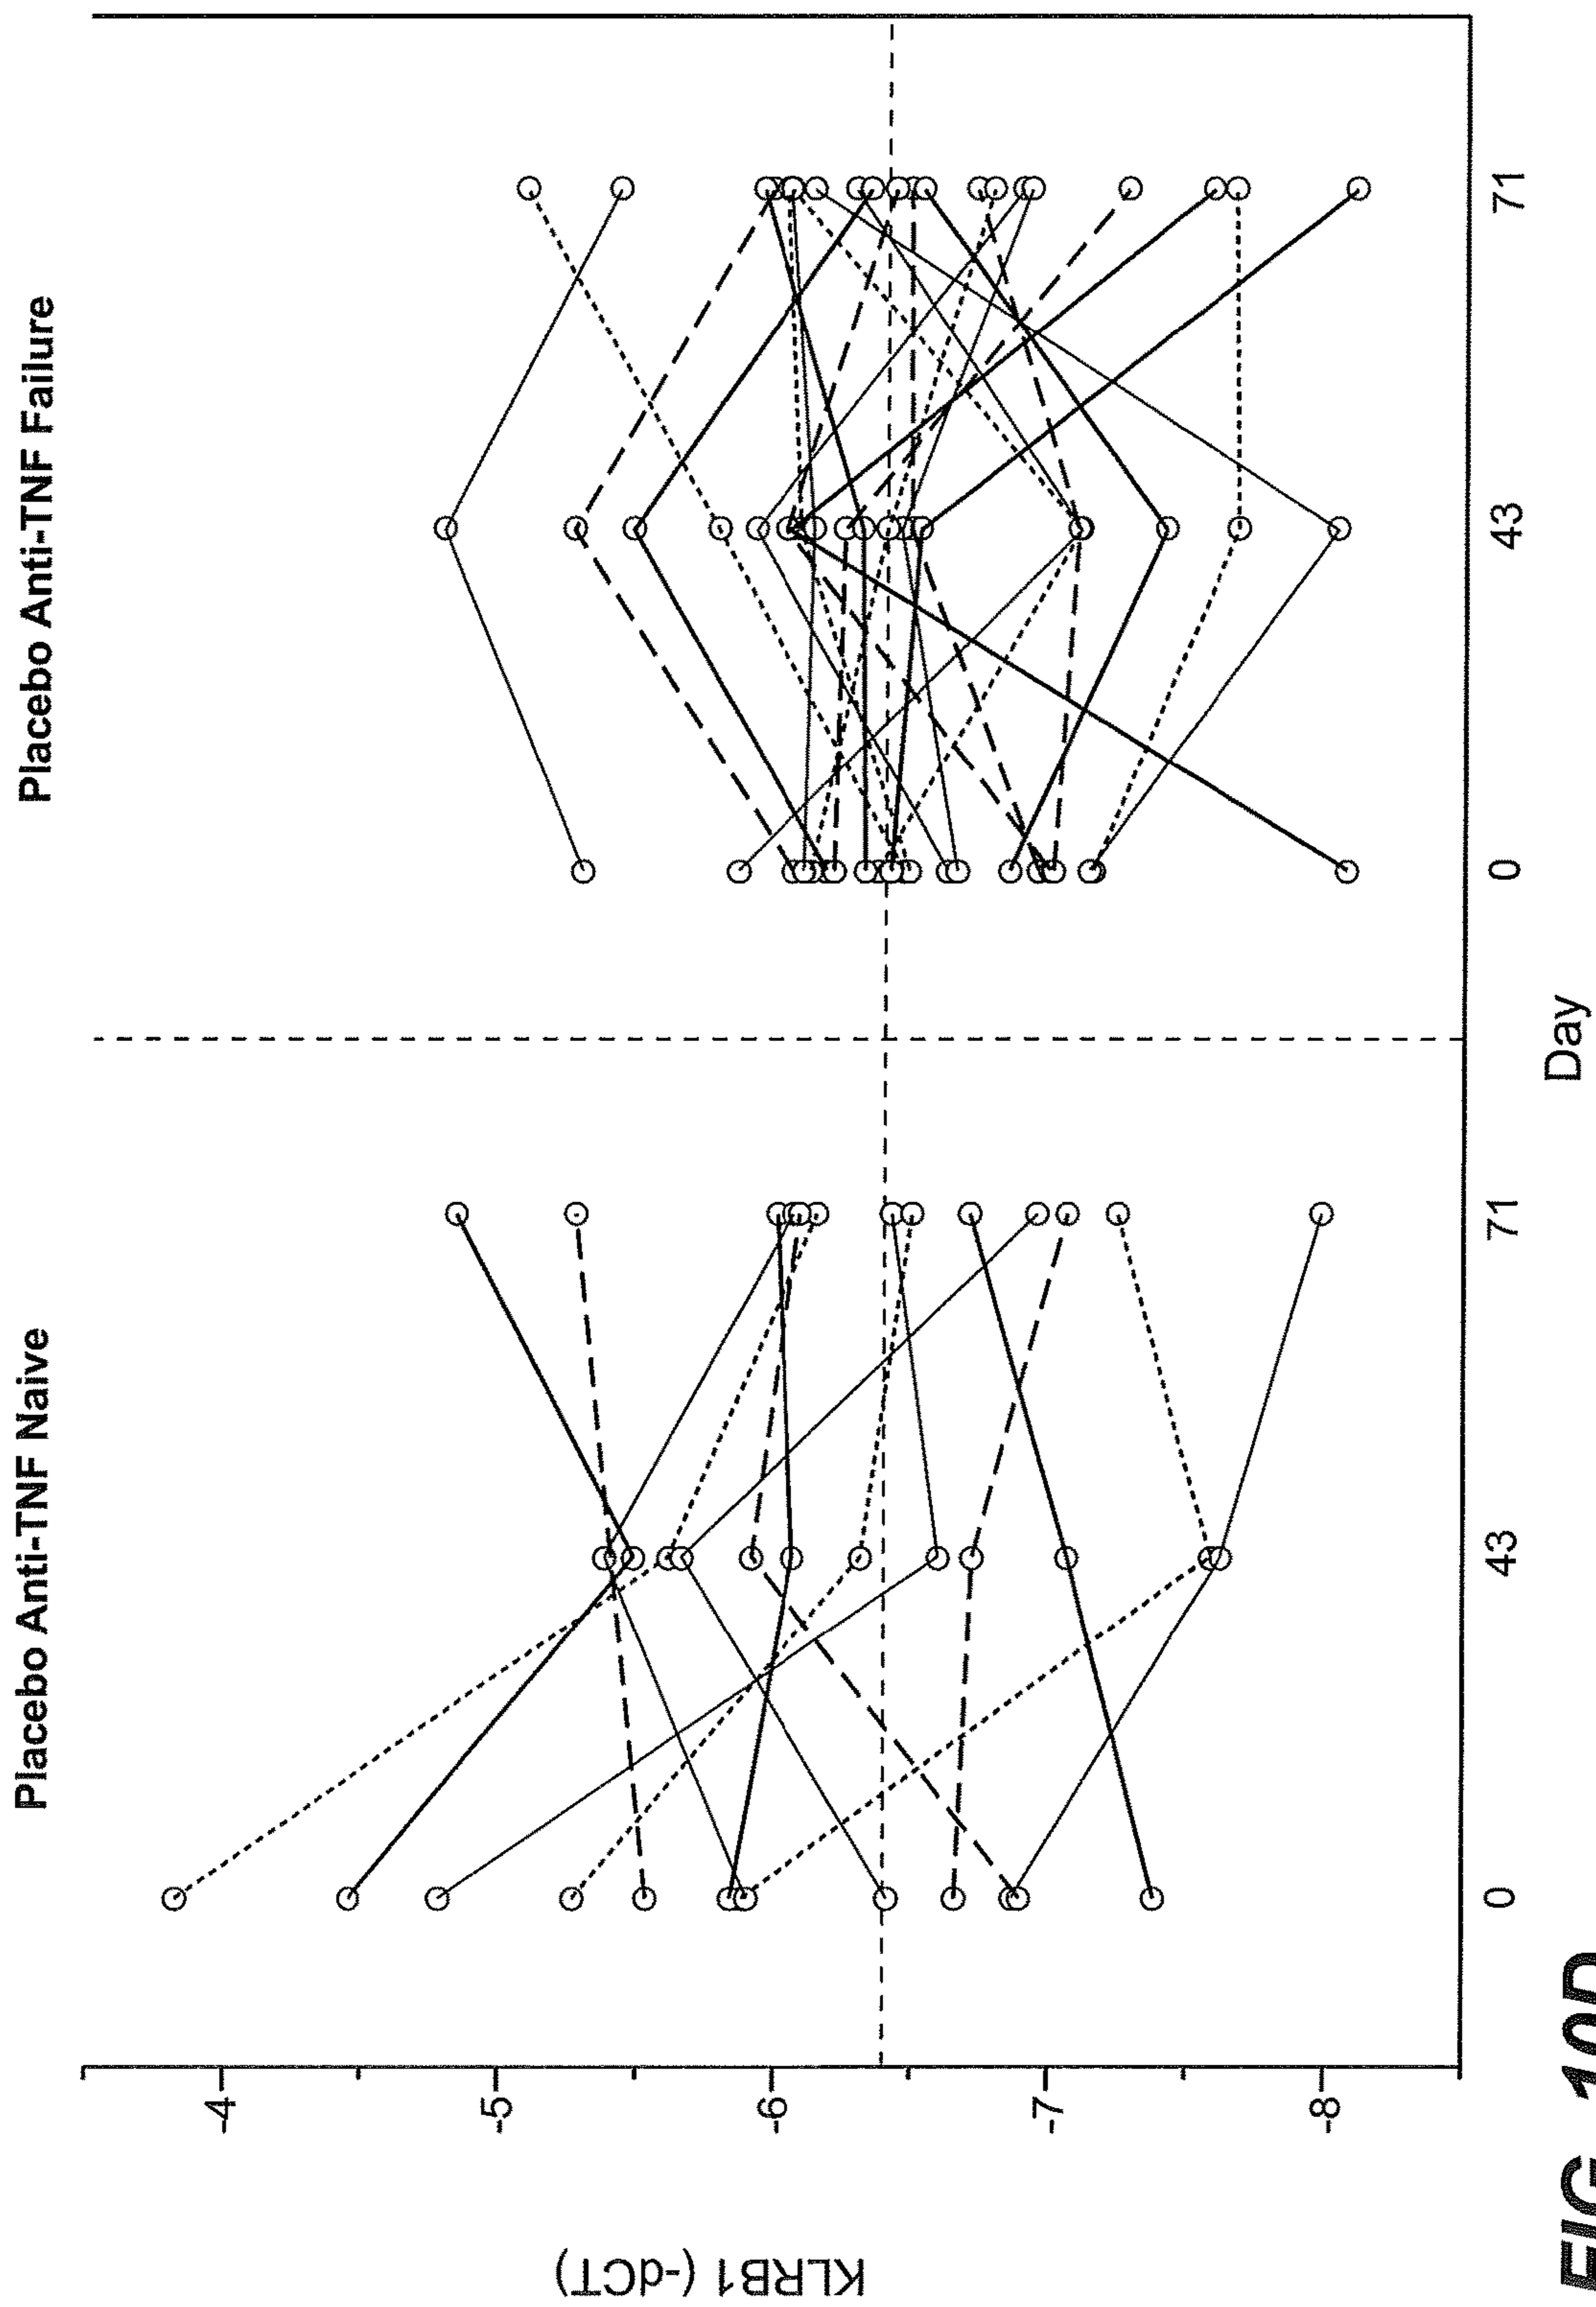 Placebo Anti-TNF Naive
Placebo Anti-TNF Failure
KLRB1 (-dCT)
-4
-5
-6
-7
-8
0
43
71
0
43
71
Day
FIG. 10D